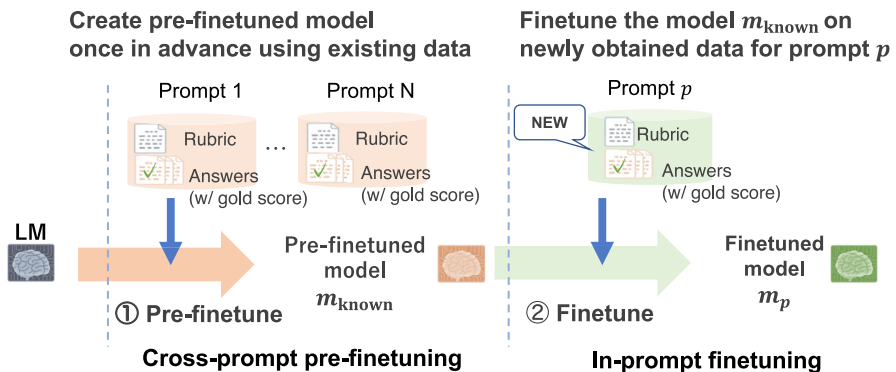 Create pre-finetuned model
once in advance using existing data
Prompt 1
Prompt N
Rubric
Answers
(w/ gold score)
...
Rubric
Answers
(w/ gold score)
LM
Pre-finetuned
model
m_known
① Pre-finetune
Cross-prompt pre-finetuning
Finetune the model m_known on
newly obtained data for prompt p
Prompt p
NEW
Rubric
Answers
(w/ gold score)
Finetuned
model
m_p
② Finetune
In-prompt finetuning